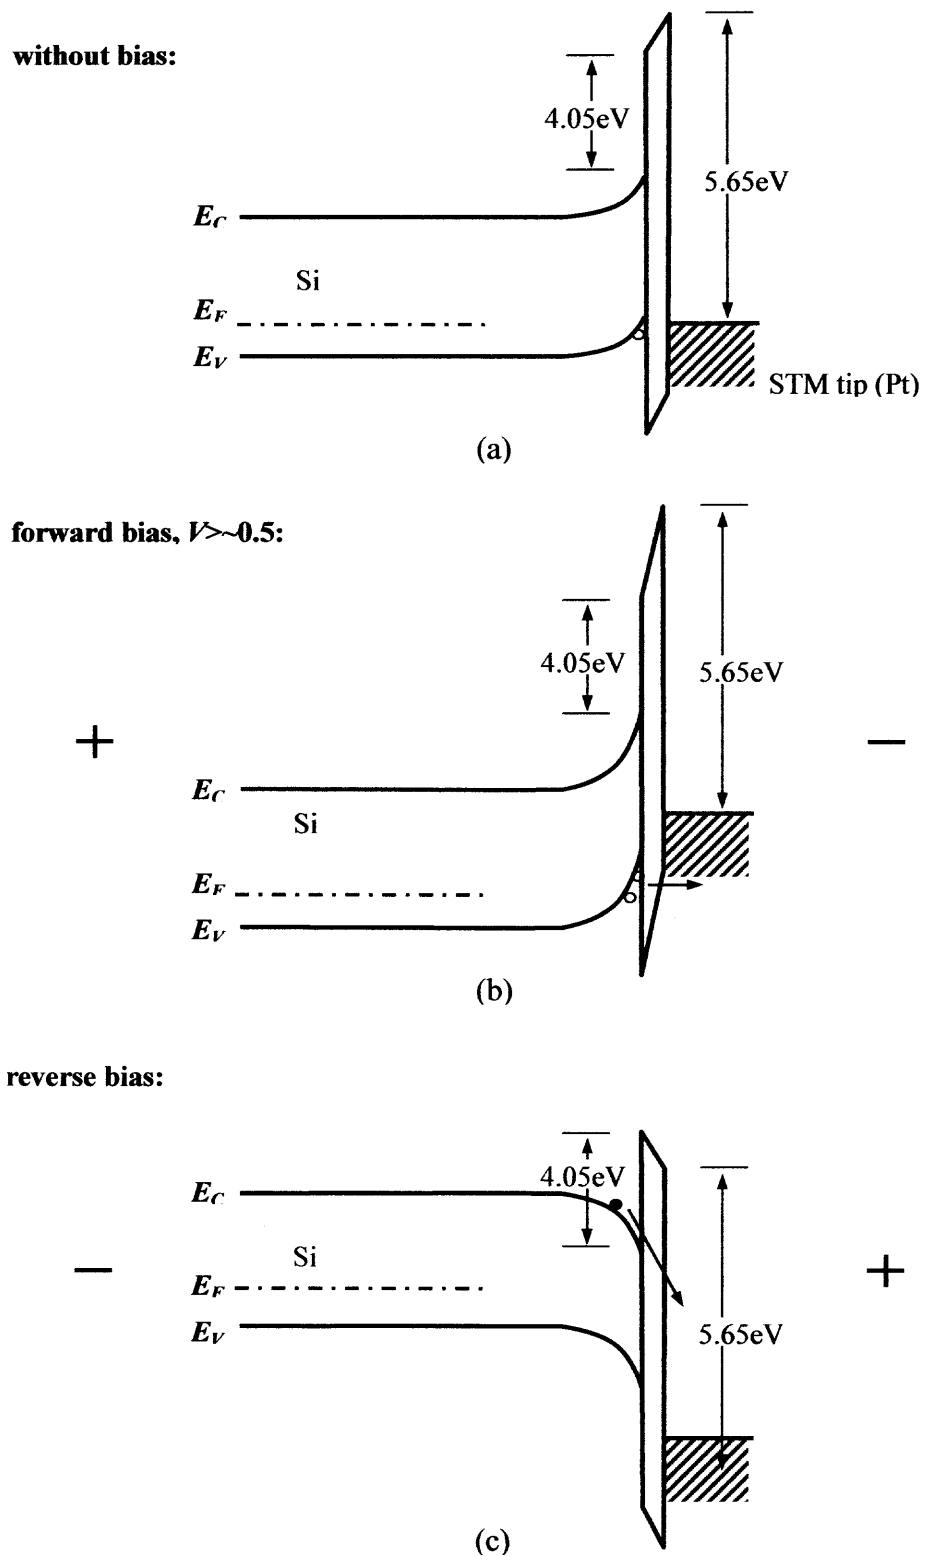 without bias:
4.05eV
5.65eV
E_C
Si
E_F
E_V
STM tip (Pt)
(a)
forward bias, V>~0.5:
4.05eV
5.65eV
+
−
E_C
Si
E_F
E_V
(b)
reverse bias:
4.05eV
E_C
Si
−
+
E_F
E_V
5.65eV
(c)